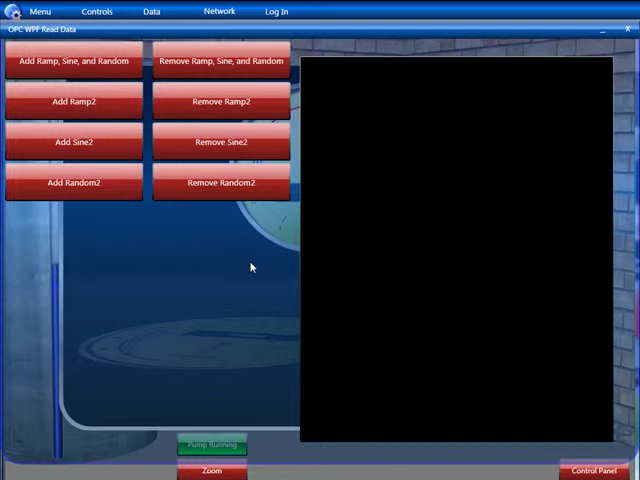 Menu Controls Data Network Log In
OPC WPF Read Data
_ X
Add Ramp, Sine, and Random Remove Ramp, Sine, and Random
Add Ramp2 Remove Ramp2
Add Sine2 Remove Sine2
Add Random2 Remove Random2
Pump Running
Zoom Control Panel